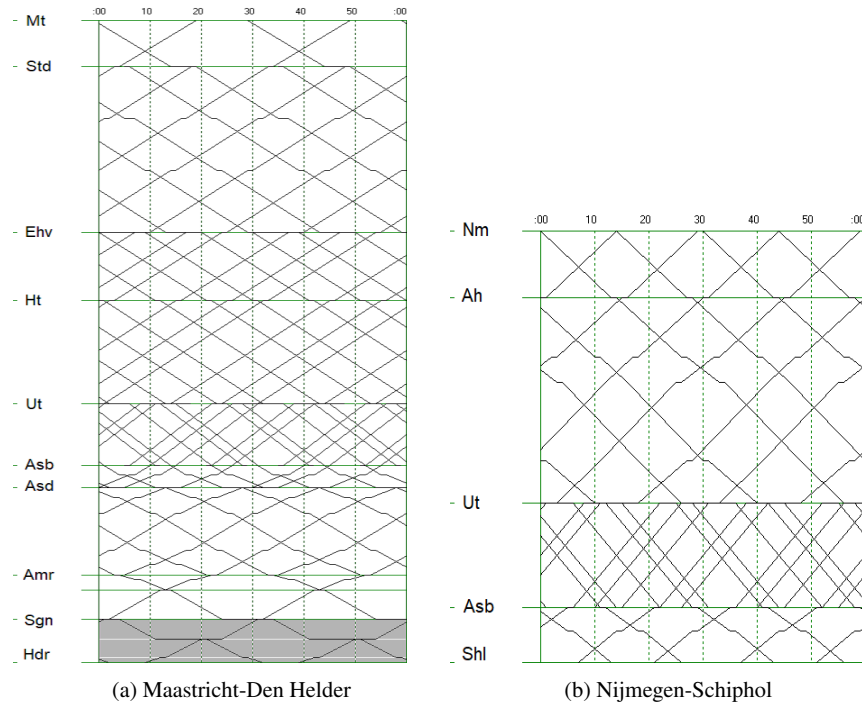 :00 10 20 30 40 50 :00
Mt
Std
Ehv
Ht
Ut
Asb
Asd
Amr
Sgn
Hdr
(a) Maastricht-Den Helder
:00 10 20 30 40 50 :00
Nm
Ah
Ut
Asb
Shl
(b) Nijmegen-Schiphol